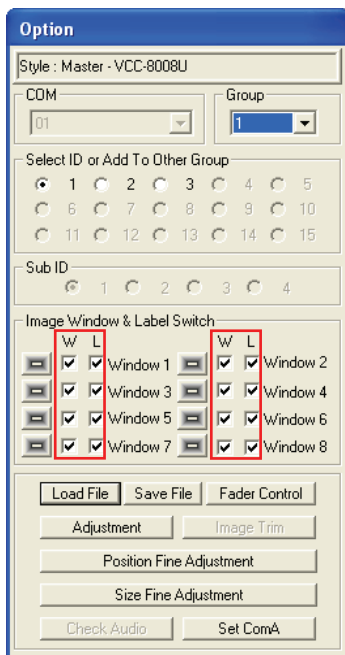 Option
Style : Master - VCC-8008U
COM Group
01 1
Select ID or Add To Other Group
1 2 3 4 5
6 7 8 9 10
11 12 13 14 15
Sub ID
1 2 3 4
Image Window & Label Switch
W L W L
Window 1 Window 2
Window 3 Window 4
Window 5 Window 6
Window 7 Window 8
Load File Save File Fader Control
Adjustment Image Trim
Position Fine Adjustment
Size Fine Adjustment
Check Audio Set ComA